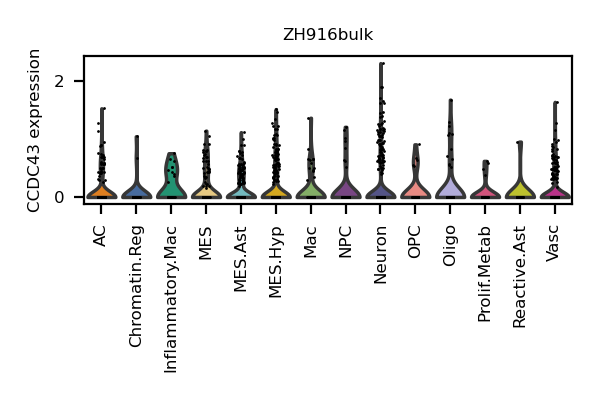 ZH916bulk
CCDC43 expression
2
0
AC
Chromatin.Reg
Inflammatory.Mac
MES
MES.Ast
MES.Hyp
Mac
NPC
Neuron
OPC
Oligo
Prolif.Metab
Reactive.Ast
Vasc